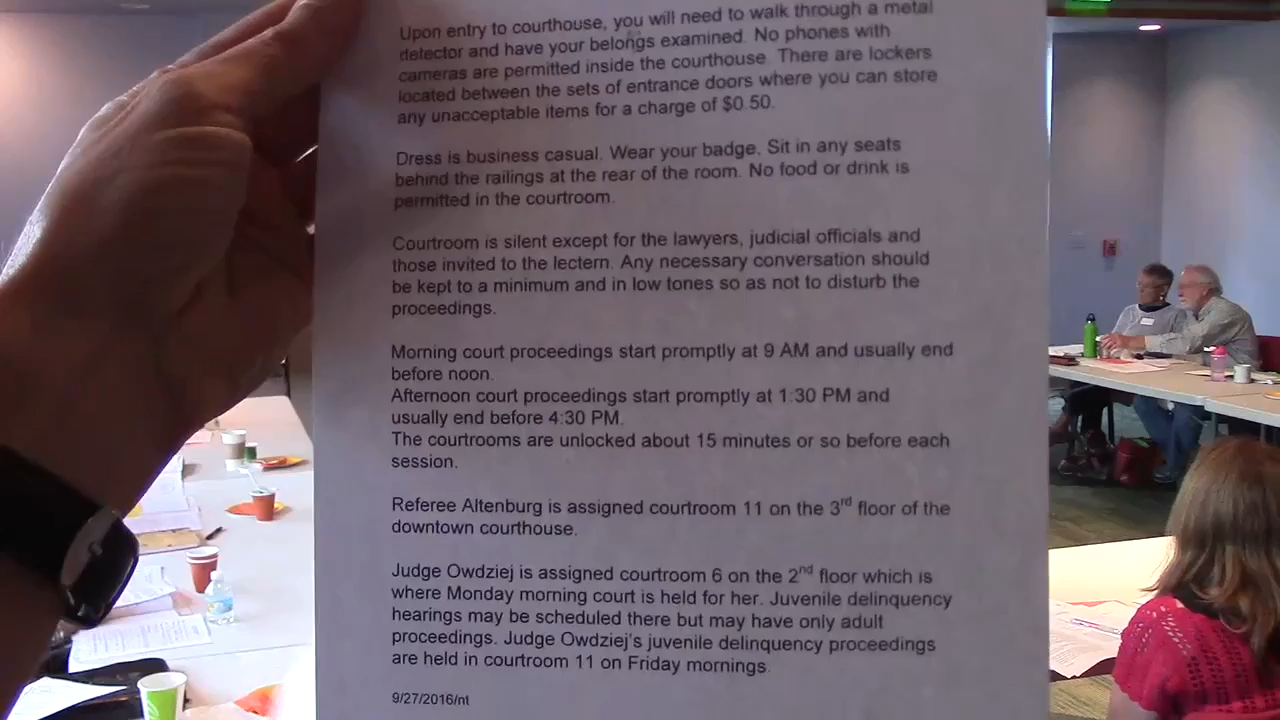 Upon entry to courthouse, you will need to walk through a metal
detector and have your belongs examined. No phones with
cameras are permitted inside the courthouse. There are lockers
located between the sets of entrance doors where you can store
any unacceptable items for a charge of $0.50.
Dress is business casual. Wear your badge. Sit in any seats
behind the railings at the rear of the room. No food or drink is
permitted in the courtroom.
Courtroom is silent except for the lawyers, judicial officials and
those invited to the lectern. Any necessary conversation should
be kept to a minimum and in low tones so as not to disturb the
proceedings.
Morning court proceedings start promptly at 9 AM and usually end
before noon.
Afternoon court proceedings start promptly at 1:30 PM and
usually end before 4:30 PM.
The courtrooms are unlocked about 15 minutes or so before each
session.
Referee Altenburg is assigned courtroom 11 on the 3rd floor of the
downtown courthouse.
Judge Owdziej is assigned courtroom 6 on the 2nd floor which is
where Monday morning court is held for her. Juvenile delinquency
hearings may be scheduled there but may have only adult
proceedings. Judge Owdziej's juvenile delinquency proceedings
are held in courtroom 11 on Friday mornings.
9/27/2016/nt